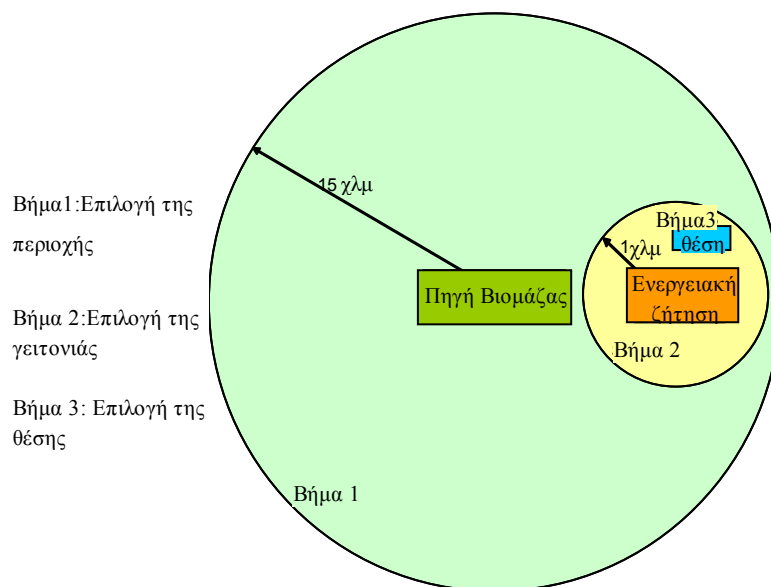 Βήμα1:Επιλογή της
περιοχής
Βήμα 2:Επιλογή της
γειτονιάς
Βήμα 3: Επιλογή της
θέσης
15 χλμ
Πηγή Βιομάζας
Βήμα 1
Βήμα3
θέση
1χλμ
Ενεργειακή
ζήτηση
Βήμα 2